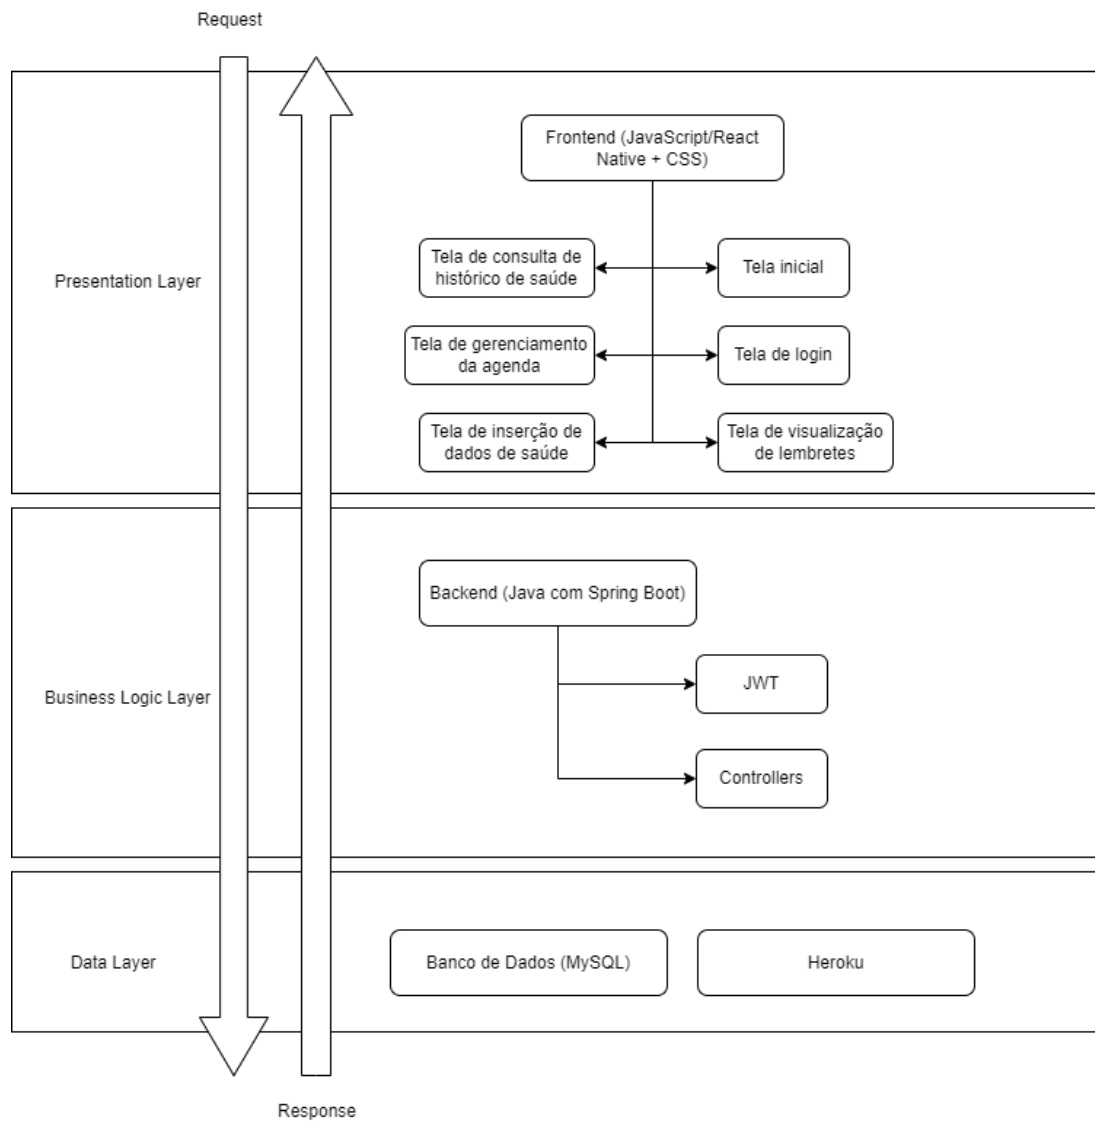 Request
Frontend (JavaScript/React
Native + CSS)
Presentation Layer
Tela de consulta de
histórico de saúde
Tela inicial
Tela de gerenciamento
da agenda
Tela de login
Tela de inserção de
dados de saúde
Tela de visualização
de lembretes
Business Logic Layer
Backend (Java com Spring Boot)
JWT
Controllers
Data Layer
Banco de Dados (MySQL)
Heroku
Response